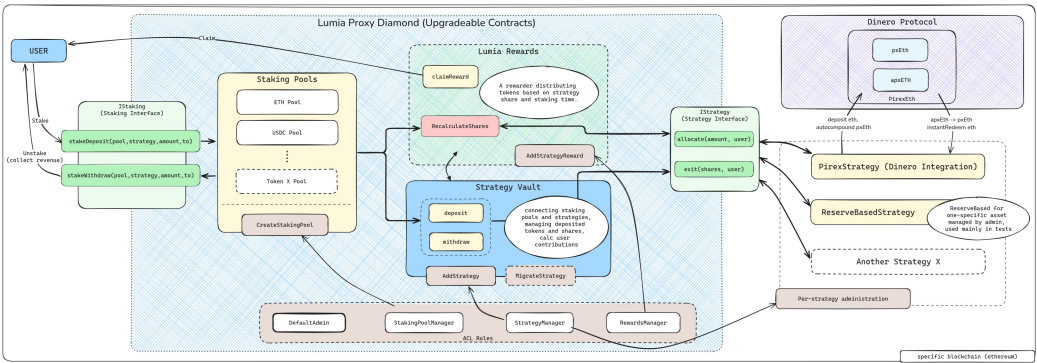 Lumia Proxy Diamond (Upgradeable Contracts)
Dinero Protocol
USER
Claim
Lumia Rewards
pxEth
apxETH
PirexEth
Staking Pools
claimReward
A rewarder distributing
tokens based on strategy
share and staking time.
ETH Pool
IStaking
(Staking Interface)
IStrategy
(Strategy Interface)
Stake
USDC Pool
RecalculateShares
deposit eth,
autocompound pxEth
apxEth -> pxEth
instantRedeem eth
stakeDeposit(pool,strategy,amount,to)
allocate(amount, user)
Unstake
(collect revenue)
AddStrategyReward
stakeWithdraw(pool,strategy,amount,to)
exit(shares, user)
PirexStrategy (Dinero Integration)
Token X Pool
Strategy Vault
deposit
withdraw
connecting staking
pools and strategies,
managing deposited
tokens and shares,
calc user
contributions
ReserveBasedStrategy
ReserveBased for
one-specific asset
managed by admin,
used mainly in tests
CreateStakingPool
Another Strategy X
AddStrategy
MigrateStrategy
Per-strategy administration
DefaultAdmin
StakingPoolManager
StrategyManager
RewardsManager
ACL Roles
specific blockchain (ethereum)